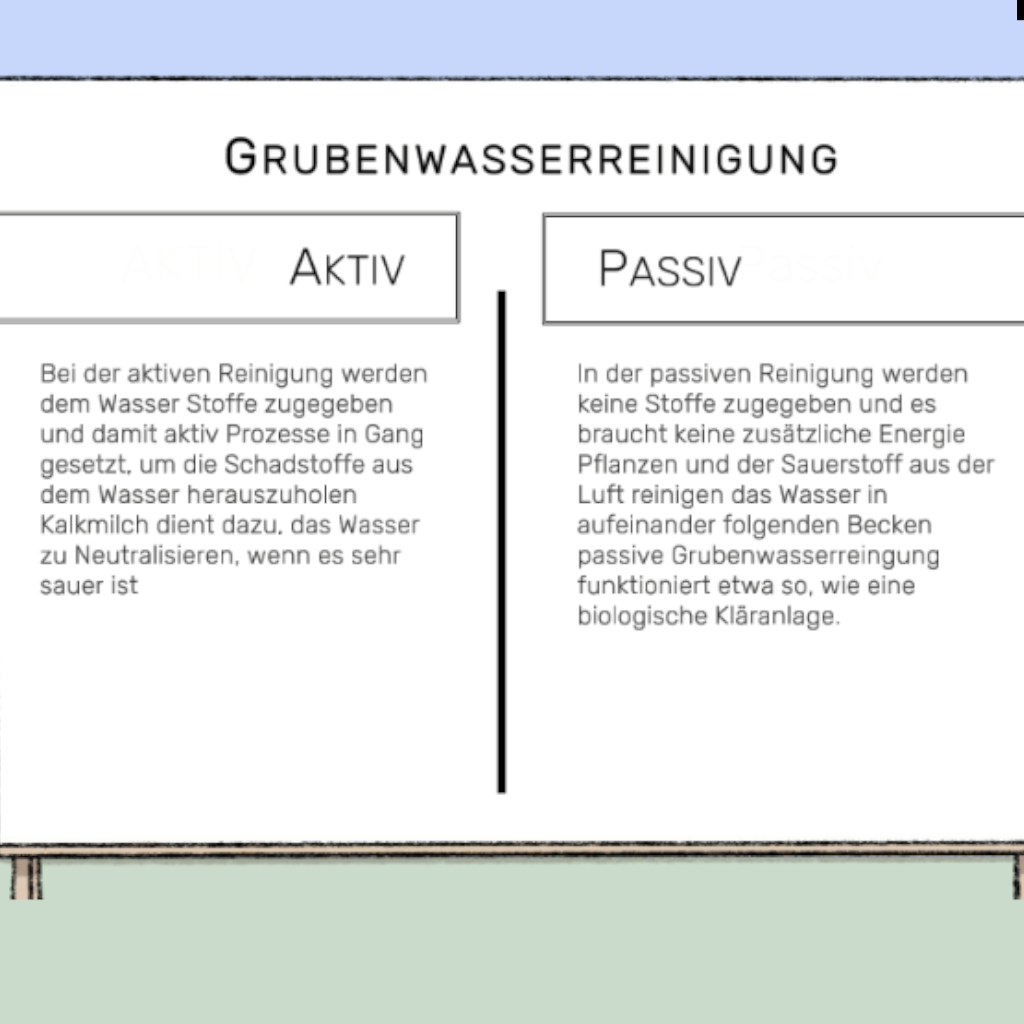 GRUBENWASSERREINIGUNG
AKTIV
Bei der aktiven Reinigung werden
dem Wasser Stoffe zugegeben
und damit aktiv Prozesse in Gang
gesetzt, um die Schadstoffe aus
dem Wasser herauszuholen
Kalkmilch dient dazu, das Wasser
zu Neutralisieren, wenn es sehr
sauer ist
PASSIV
In der passiven Reinigung werden
keine Stoffe zugegeben und es
braucht keine zusätzliche Energie
Pflanzen und der Sauerstoff aus der
Luft reinigen das Wasser in
aufeinander folgenden Becken
passive Grubenwasserreingung
funktioniert etwa so, wie eine
biologische Kläranlage.